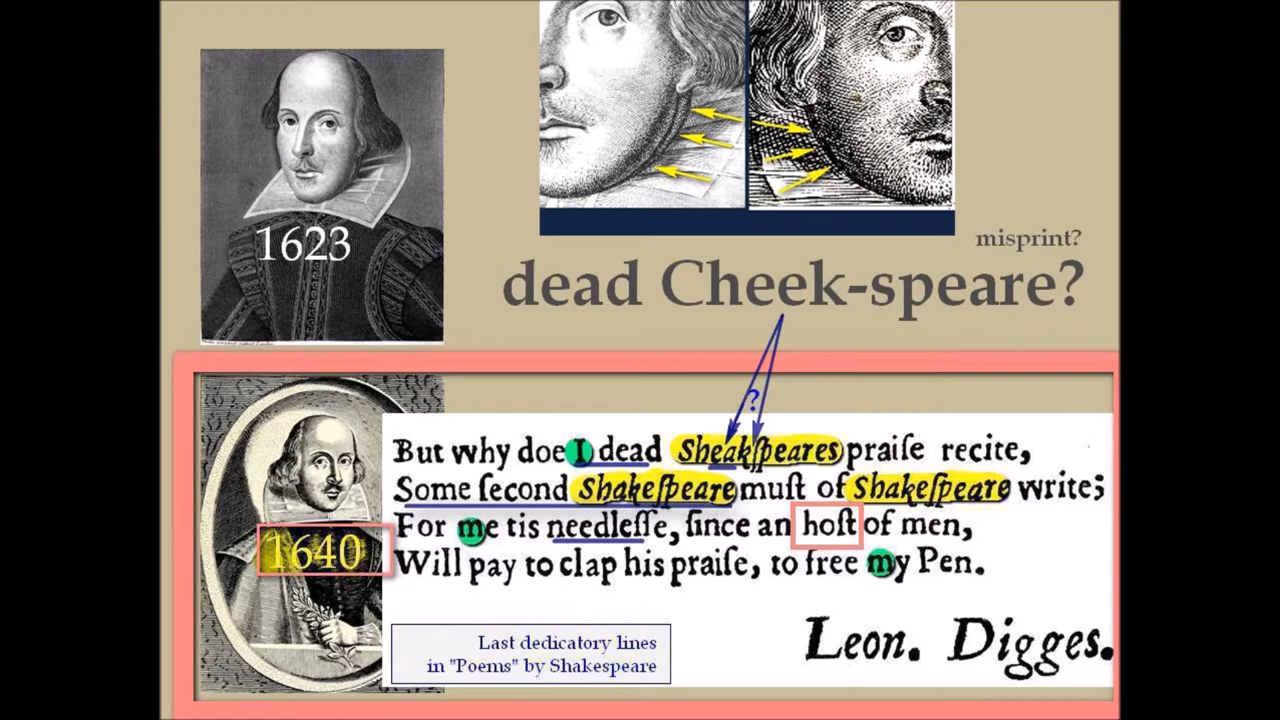 1623
misprint?
dead Cheek-speare?
?
But why doe I dead Sheakſpeares praiſe recite,
Some ſecond Shakeſpeare muſt of Shakeſpeare write;
For me tis needleſſe, ſince an hoſt of men,
Will pay to clap his praiſe, to free my Pen.
1640
Leon. Digges.
Last dedicatory lines
in "Poems" by Shakespeare